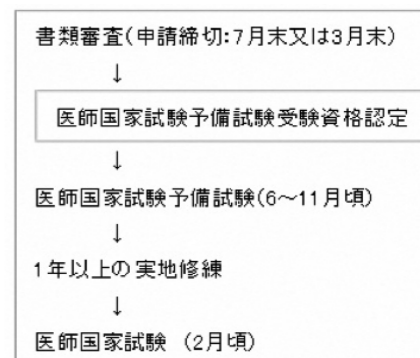 書類審査(申請締切:7月末又は3月末)
↓
医師国家試験予備試験受験資格認定
↓
医師国家試験予備試験(6～11月頃)
↓
1年以上の実地修練
↓
医師国家試験 (2月頃)